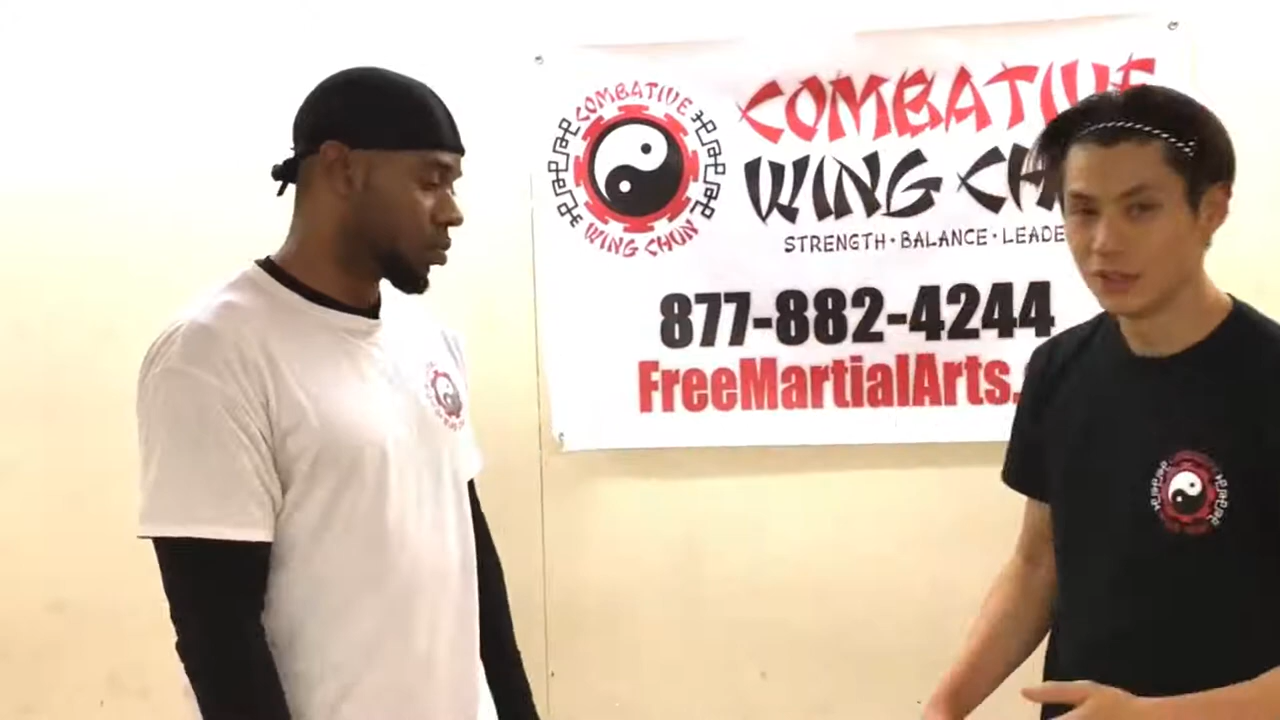 COMBATIVE
WING CHUN
COMBATIVE
WING CH
STRENGTH · BALANCE · LEADE
877-882-4244
FreeMartialArts.